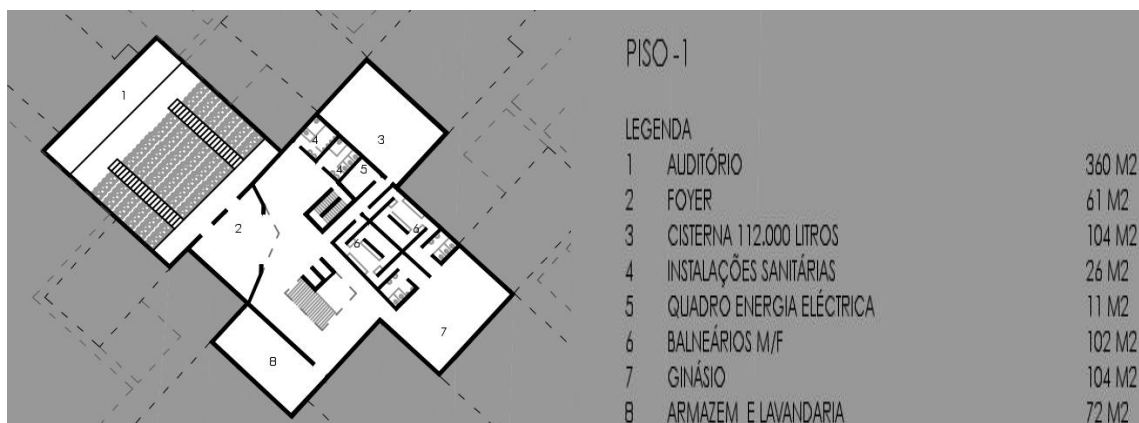 PISO -1
LEGENDA
1 AUDITÓRIO 360 M2
2 FOYER 61 M2
3 CISTERNA 112.000 LITROS 104 M2
4 INSTALAÇÕES SANITÁRIAS 26 M2
5 QUADRO ENERGIA ELÉCTRICA 11 M2
6 BALNEÁRIOS M/F 102 M2
7 GINÁSIO 104 M2
8 ARMAZEM E LAVANDARIA 72 M2
1
4
3
4
5
2
6
6
7
8